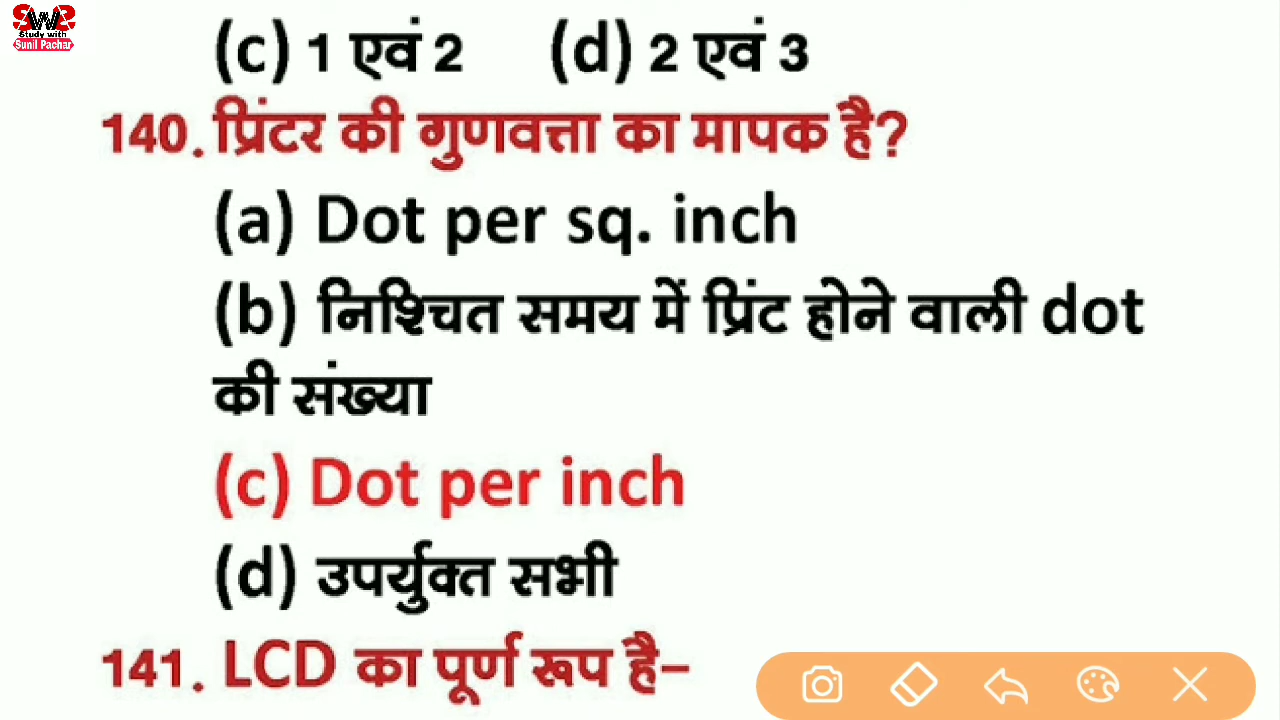 SWS
Study with
Sunil Pachar
(c) 1 एवं 2 (d) 2 एवं 3
140. प्रिंटर की गुणवत्ता का मापक है?
(a) Dot per sq. inch
(b) निश्चित समय में प्रिंट होने वाली dot
की संख्या
(c) Dot per inch
(d) उपर्युक्त सभी
141. LCD का पूर्ण रूप है–